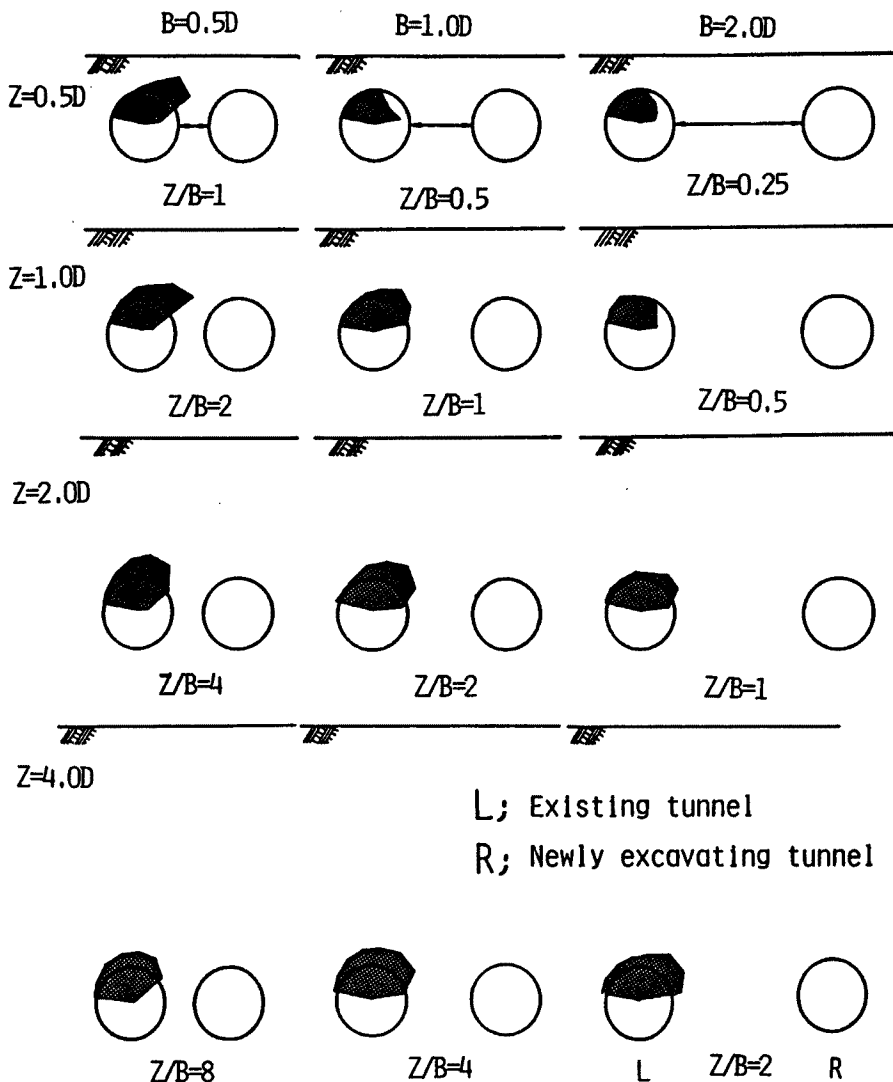 B=0.5D B=1.0D B=2.0D
Z=0.5D
Z/B=1 Z/B=0.5 Z/B=0.25
Z=1.0D
Z/B=2 Z/B=1 Z/B=0.5
Z=2.0D
Z/B=4 Z/B=2 Z/B=1
Z=4.0D
L; Existing tunnel
R; Newly excavating tunnel
Z/B=8 Z/B=4 L Z/B=2 R